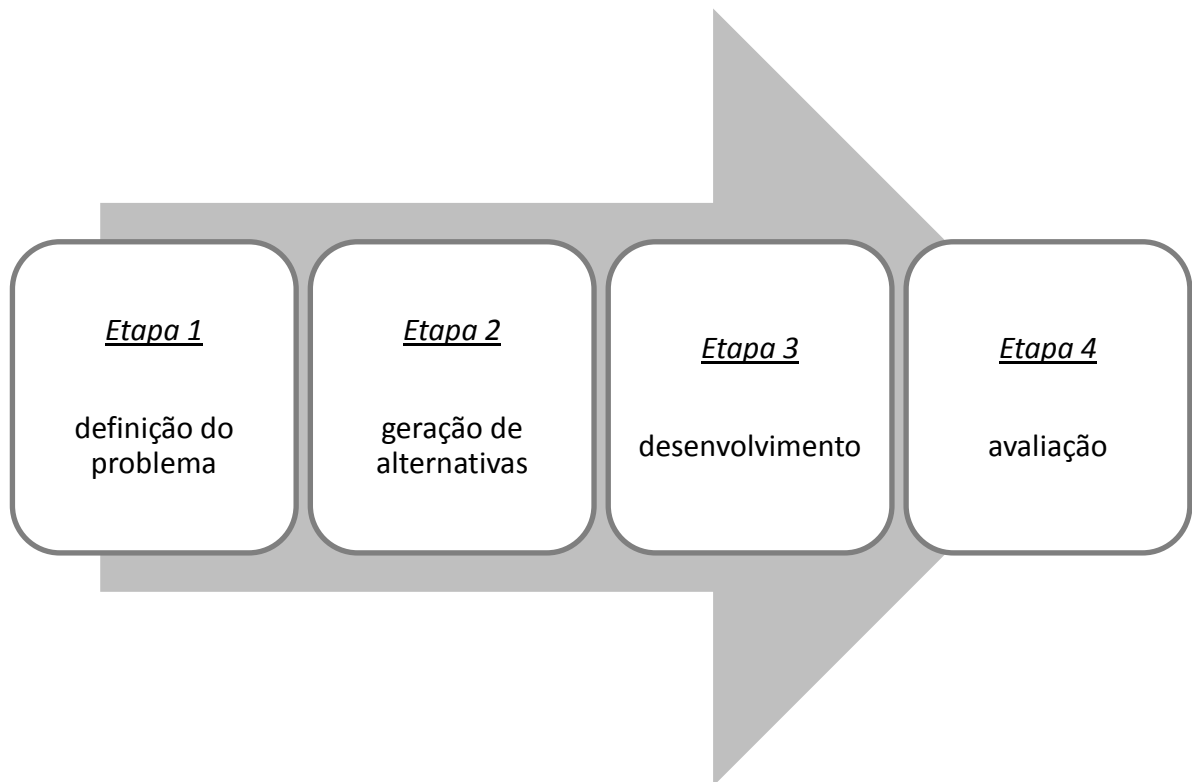 Etapa 1
definição do
problema
Etapa 2
geração de
alternativas
Etapa 3
desenvolvimento
Etapa 4
avaliação